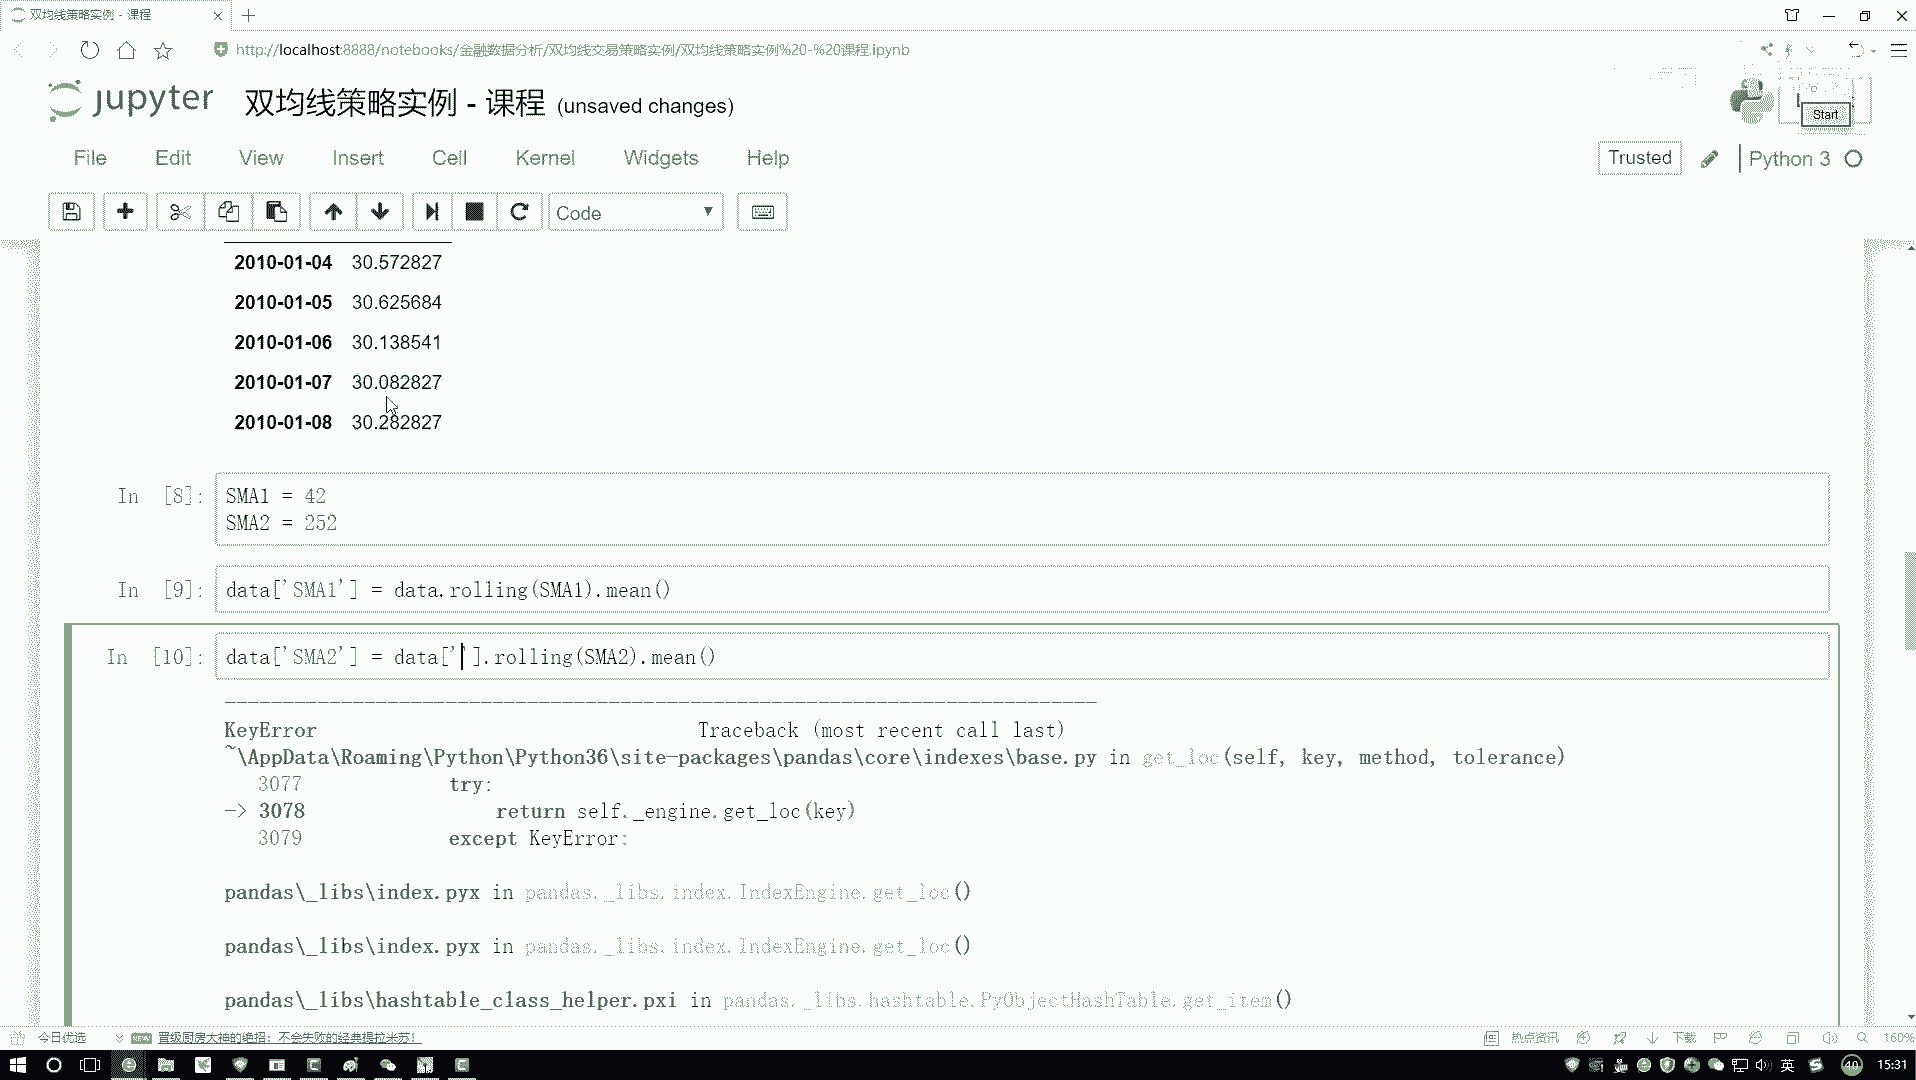 双均线策略实例 - 课程
http://localhost:8888/notebooks/金融数据分析/双均线交易策略实例/双均线策略实例%20-%20课程.ipynb
jupyter 双均线策略实例 - 课程 (unsaved changes)
Start
File Edit View Insert Cell Kernel Widgets Help
Trusted Python 3
Code
2010-01-04 30.572827
2010-01-05 30.625684
2010-01-06 30.138541
2010-01-07 30.082827
2010-01-08 30.282827
In [8]: SMA1 = 42
SMA2 = 252
In [9]: data['SMA1'] = data.rolling(SMA1).mean()
In [10]: data['SMA2'] = data[''].rolling(SMA2).mean()
KeyError Traceback (most recent call last)
~\AppData\Roaming\Python\Python36\site-packages\pandas\core\indexes\base.py in get_loc(self, key, method, tolerance)
3077 try:
-> 3078 return self._engine.get_loc(key)
3079 except KeyError:
pandas\_libs\index.pyx in pandas._libs.index.IndexEngine.get_loc()
pandas\_libs\index.pyx in pandas._libs.index.IndexEngine.get_loc()
pandas\_libs\hashtable_class_helper.pxi in pandas._libs.hashtable.PyObjectHashTable.get_item()
今日优选 NEW 晋级厨房大神的绝招：不会失败的经典提拉米苏！ 热点资讯 下载 160%
英 40 15:31